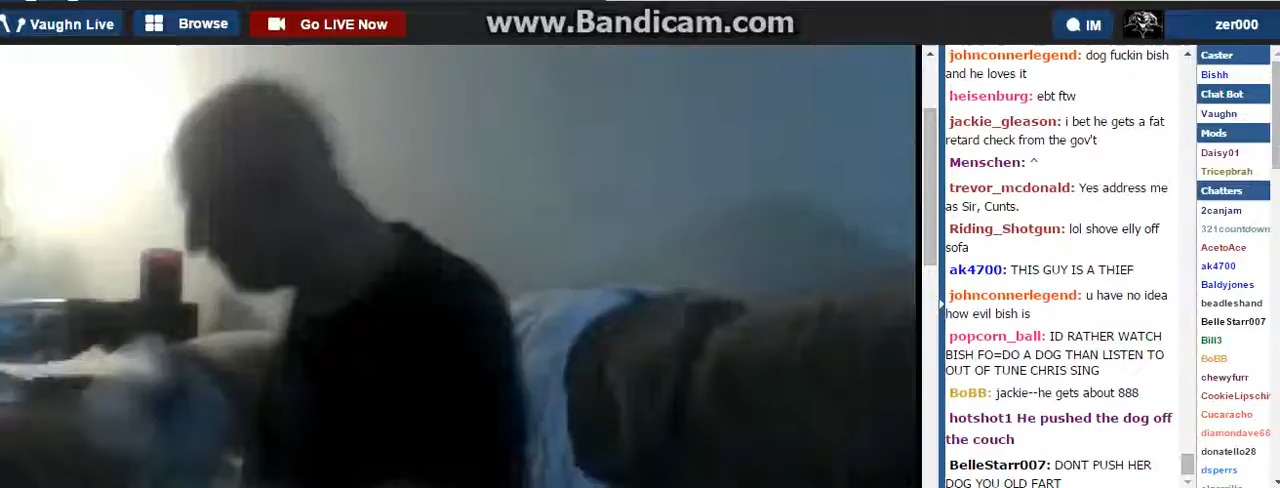 Vaughn Live
Browse
Go LIVE Now
www.Bandicam.com
IM
zer000
johnconnerlegend: dog fuckin bish
and he loves it
heisenburg: ebt ftw
jackie_gleason: i bet he gets a fat
retard check from the gov't
Menschen: ^
trevor_mcdonald: Yes address me
as Sir, Cunts.
Riding_Shotgun: lol shove elly off
sofa
ak4700: THIS GUY IS A THIEF
johnconnerlegend: u have no idea
how evil bish is
popcorn_ball: ID RATHER WATCH
BISH FO=DO A DOG THAN LISTEN TO
OUT OF TUNE CHRIS SING
BoBB: jackie--he gets about 888
hotshot1 He pushed the dog off
the couch
BelleStarr007: DONT PUSH HER
DOG YOU OLD FART
Caster
Bishh
Chat Bot
Vaughn
Mods
Daisy01
Tricepbrah
Chatters
2canjam
321countdown
AcetoAce
ak4700
Baldyjones
beadleshand
BelleStarr007
Bill3
BoBB
chewyfurr
CookieLipschi
Cucaracho
diamondave66
donatello28
dsperrs